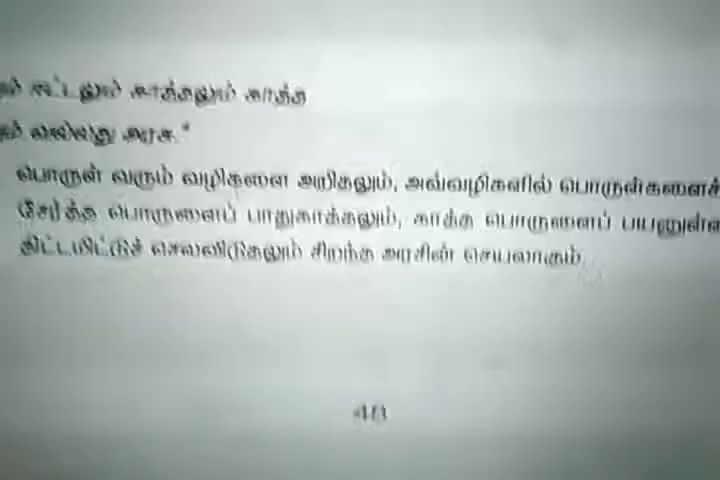 ஈட்டலும் காத்தலும் காத்த
வல்லது அரசு."
பொருள் வரும் வழிகளை அறிதலும், அவ்வழிகளில் பொருள்களைச்
சேர்த்த பொருளைப் பாதுகாத்தலும், காத்த பொருளைப் பயனுள்ள
திட்டமிட்டுச் செலவிடுதலும் சிறந்த அரசின் செயலாகும்.